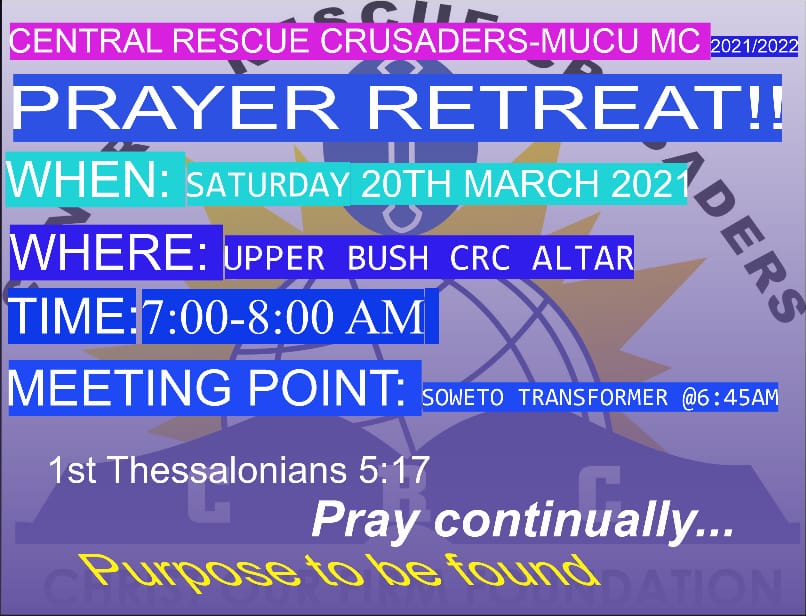 CENTRAL RESCUE CRUSADERS-MUCU MC 2021/2022
PRAYER RETREAT!!
WHEN: SATURDAY 20TH MARCH 2021
WHERE: UPPER BUSH CRC ALTAR
TIME: 7:00-8:00 AM
MEETING POINT: SOWETO TRANSFORMER @6:45AM
1st Thessalonians 5:17
C R C
Pray continually...
Purpose to be found